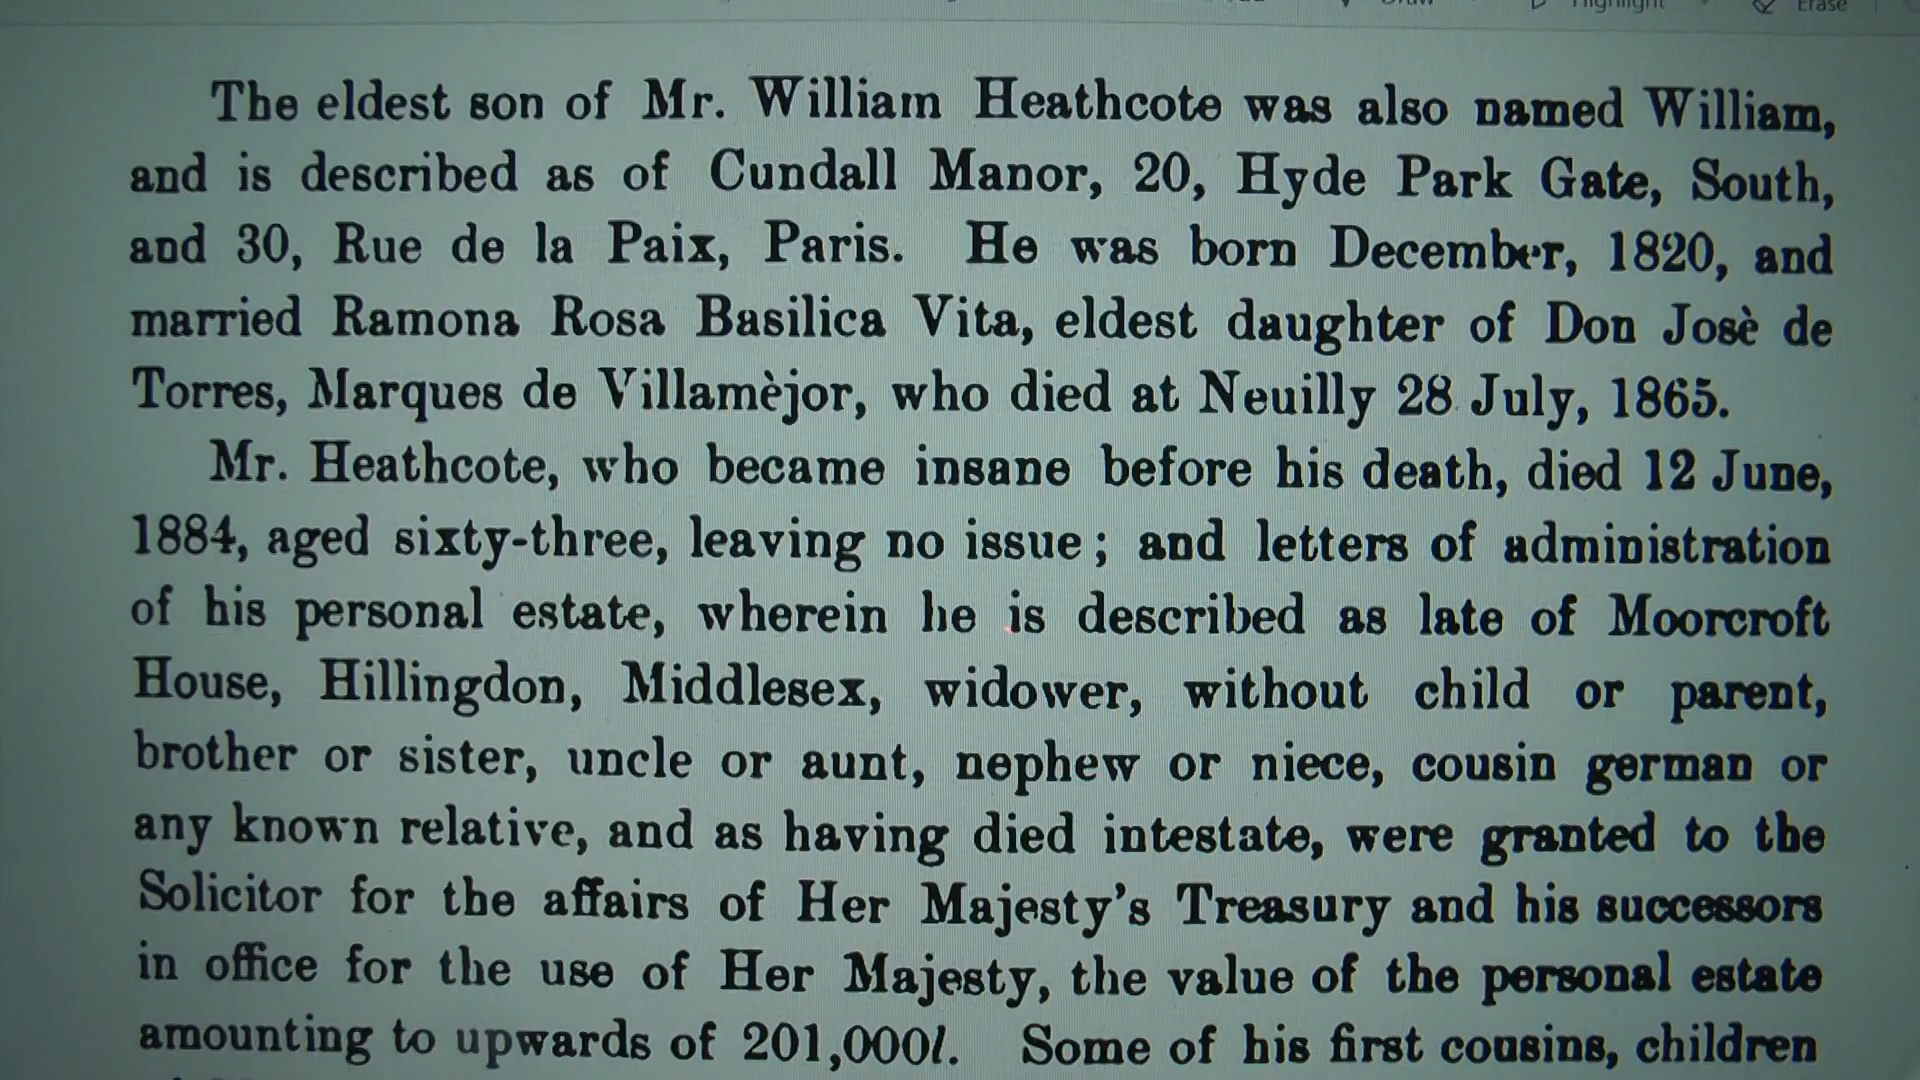 Highlight
Erase
The eldest son of Mr. William Heathcote was also named William,
and is described as of Cundall Manor, 20, Hyde Park Gate, South,
and 30, Rue de la Paix, Paris. He was born December, 1820, and
married Ramona Rosa Basilica Vita, eldest daughter of Don Josè de
Torres, Marques de Villamèjor, who died at Neuilly 28 July, 1865.
Mr. Heathcote, who became insane before his death, died 12 June,
1884, aged sixty-three, leaving no issue; and letters of administration
of his personal estate, wherein he is described as late of Moorcroft
House, Hillingdon, Middlesex, widower, without child or parent,
brother or sister, uncle or aunt, nephew or niece, cousin german or
any known relative, and as having died intestate, were granted to the
Solicitor for the affairs of Her Majesty's Treasury and his successors
in office for the use of Her Majesty, the value of the personal estate
amounting to upwards of 201,000l. Some of his first cousins, children